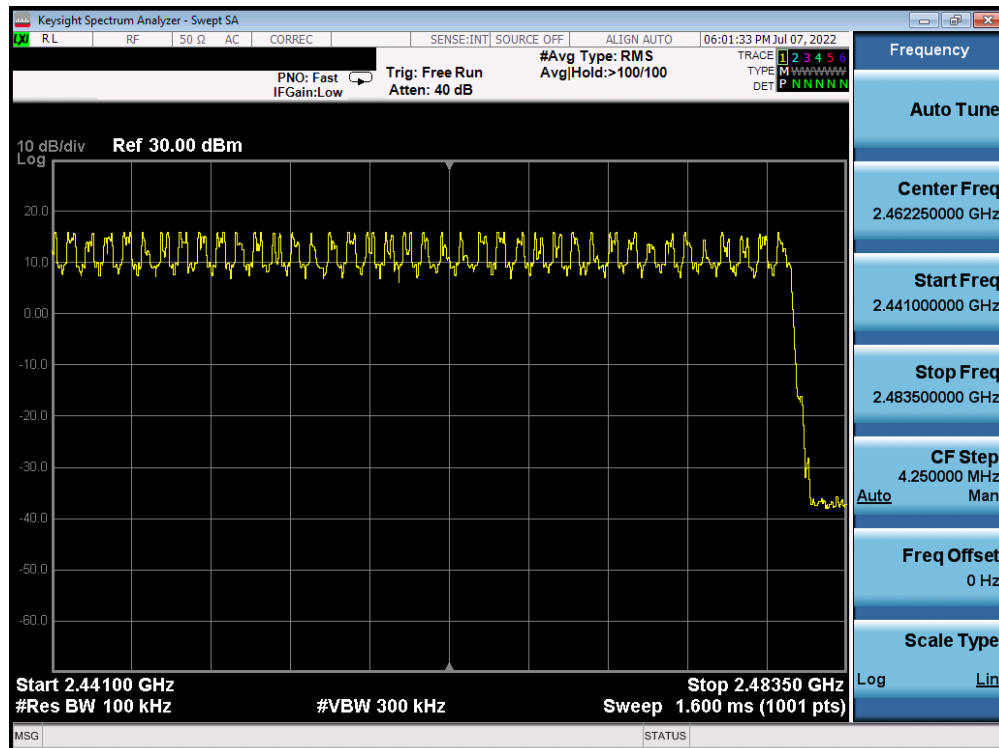 Keysight Spectrum Analyzer - Swept SA
LXI RL RF 50 Ω AC CORREC SENSE:INT SOURCE OFF ALIGN AUTO 06:01:33 PM Jul 07, 2022
Frequency
#Avg Type: RMS TRACE 1 2 3 4 5 6
PNO: Fast Trig: Free Run Avg|Hold:>100/100 TYPE M WWWWW
IFGain:Low Atten: 40 dB DET P N N N N N
Auto Tune
10 dB/div Ref 30.00 dBm
Log
20.0
10.0
0.00
-10.0
-20.0
-30.0
-40.0
-50.0
-60.0
Center Freq
2.462250000 GHz
Start Freq
2.441000000 GHz
Stop Freq
2.483500000 GHz
CF Step
4.250000 MHz
Auto Man
Freq Offset
0 Hz
Scale Type
Log Lin
Start 2.44100 GHz Stop 2.48350 GHz
#Res BW 100 kHz #VBW 300 kHz Sweep 1.600 ms (1001 pts)
MSG STATUS